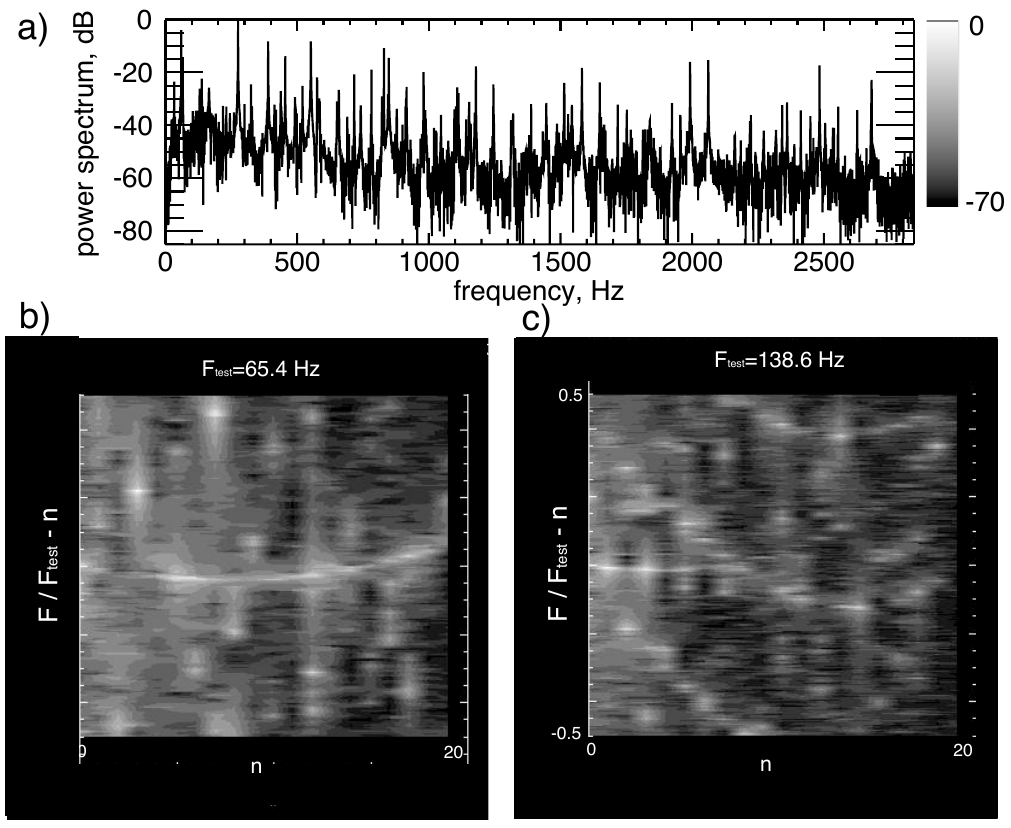 a)
power spectrum, dB
0
-20
-40
-60
-80
0
500
1000
1500
2000
2500
frequency, Hz
0
-70
b)
Ftest=65.4 Hz
F / Ftest - n
0
20
n
c)
Ftest=138.6 Hz
0.5
F / Ftest - n
-0.5
0
20
n